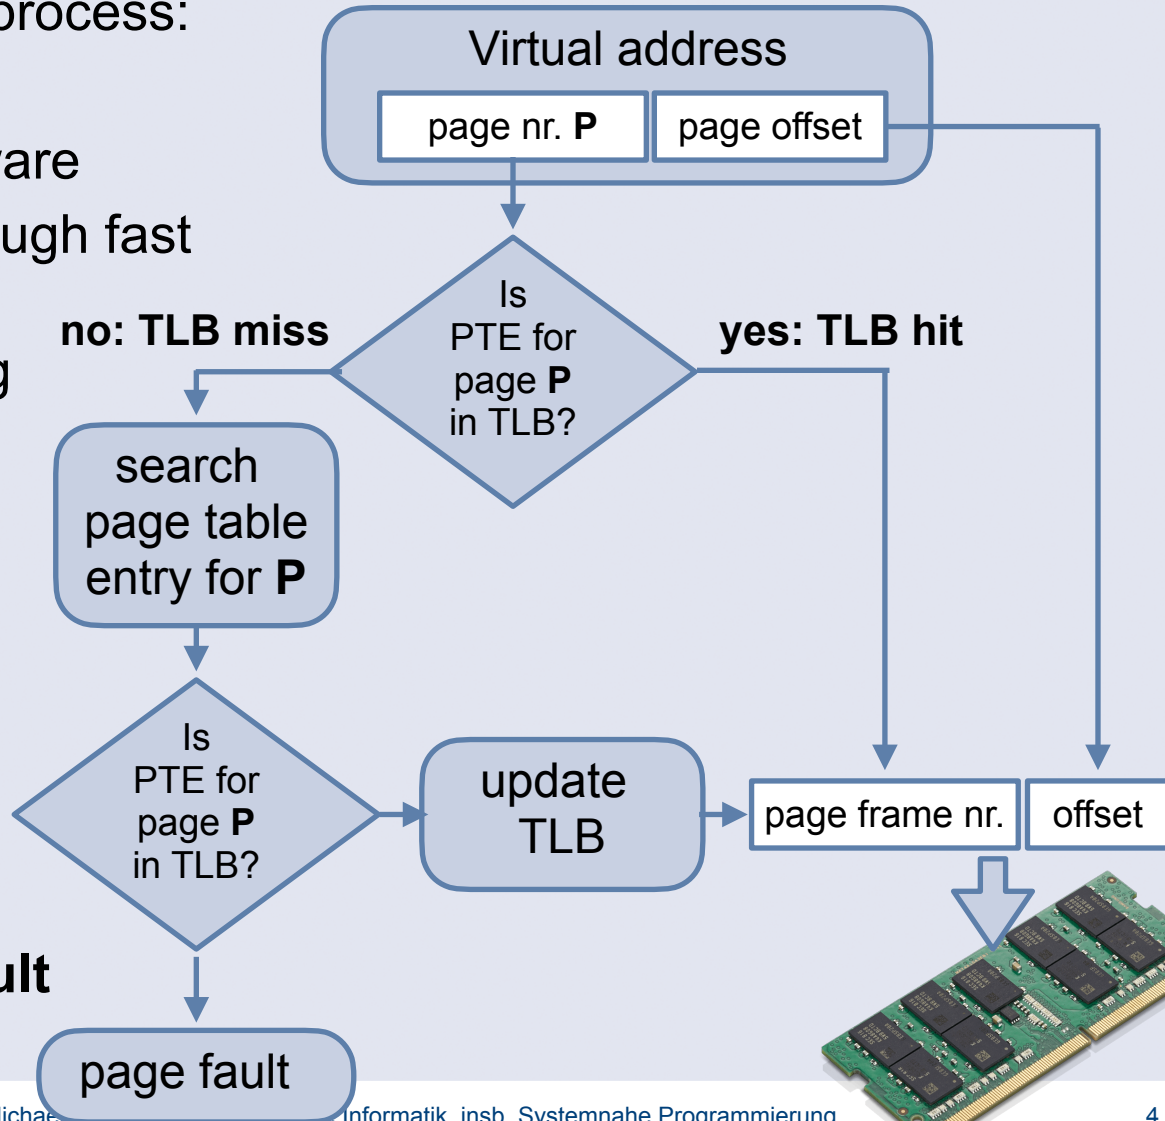 process:
are
ugh fast
g
Virtual address
page nr. P
page offset
Is
PTE for
page P
in TLB?
no: TLB miss
yes: TLB hit
search
page table
entry for P
Is
PTE for
page P
in TLB?
update
TLB
page frame nr.
offset
ult
page fault
Informatik, insb. Systemnahe Programmierung
4